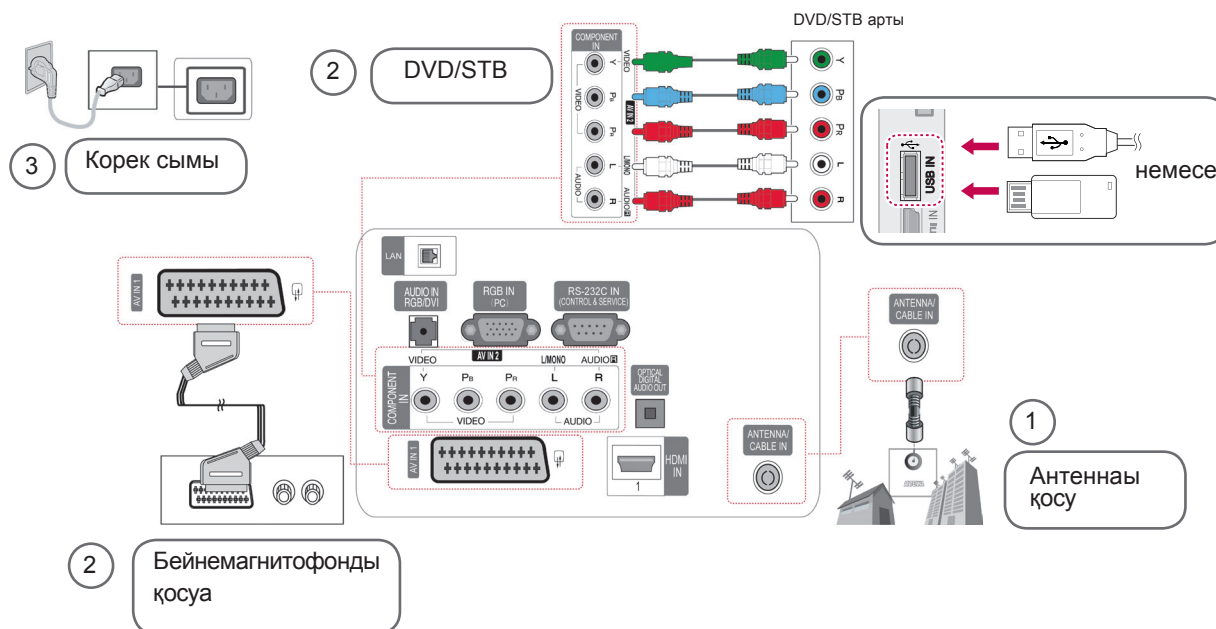 DVD/STB арты
2
DVD/STB
COMPONENT
IN
VIDEO
Y
PB
PR
L
R
VIDEO
AUDIO
AV IN 2
L/MONO
AUDIO R
Y
PB
PR
L
R
USB IN
немесе
3
Корек сымы
AV IN 1
LAN
AUDIO IN
RGB/DVI
RGB IN
(PC)
RS-232C IN
(CONTROL & SERVICE)
VIDEO
AV IN 2
L/MONO
AUDIO R
COMPONENT
IN
Y
PB
PR
L
R
VIDEO
AUDIO
OPTICAL
DIGITAL
AUDIO OUT
AV IN 1
HDMI
IN
1
ANTENNA/
CABLE IN
ANTENNA/
CABLE IN
1
Антеннаы
қосу
2
Бейнемагнитофонды
қосуа